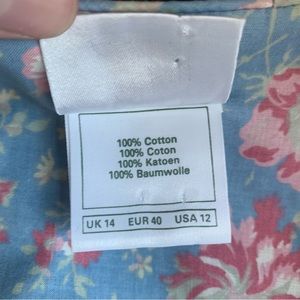 100% Cotton
100% Coton
100% Katoen
100% Baumwolle
UK 14 EUR 40 USA 12